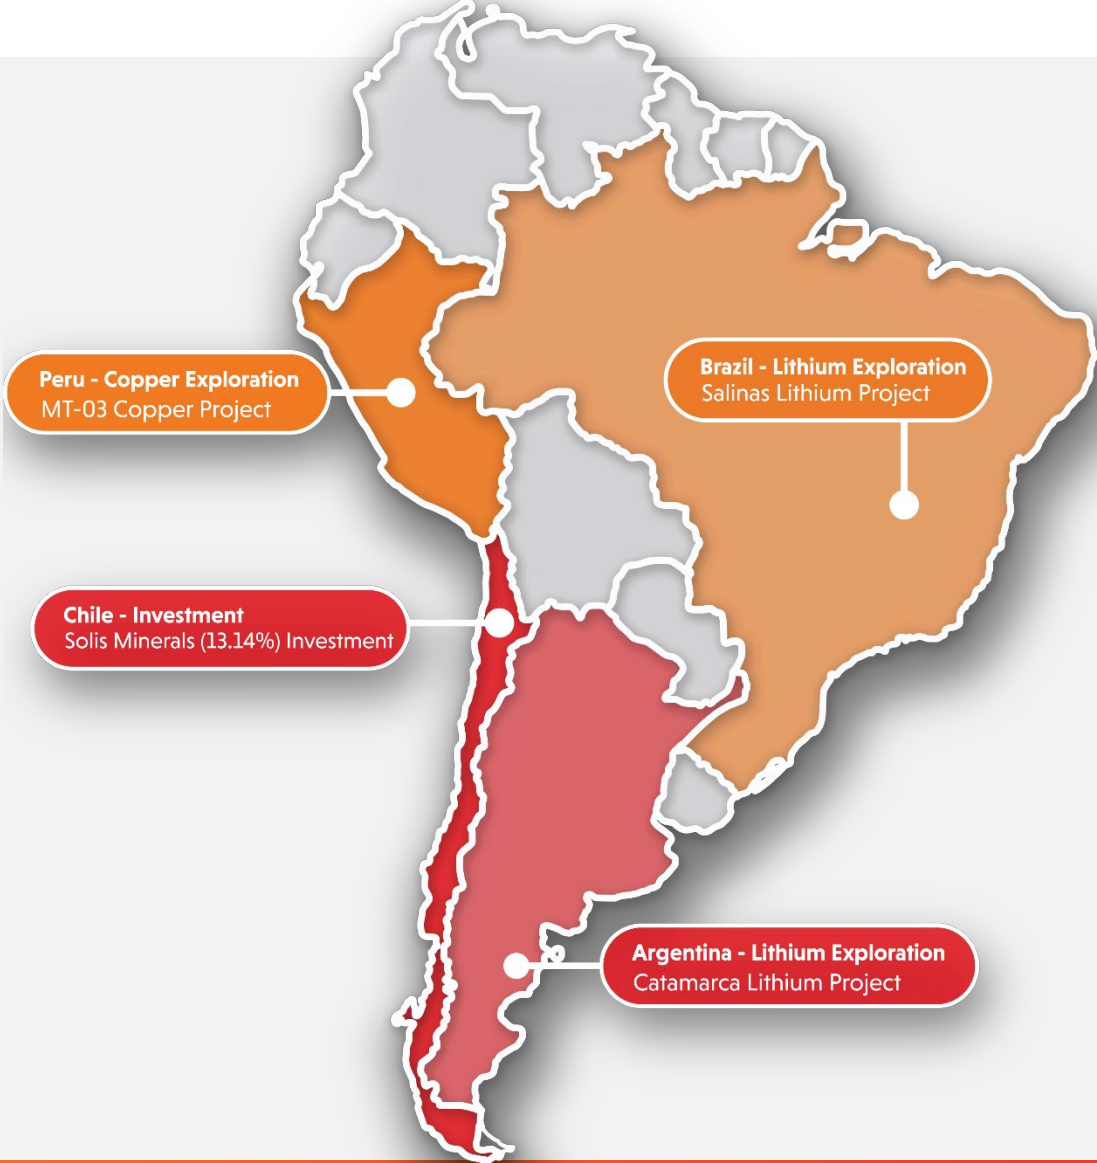 Peru - Copper Exploration
MT-03 Copper Project
Brazil - Lithium Exploration
Salinas Lithium Project
Chile - Investment
Solis Minerals (13.14%) Investment
Argentina - Lithium Exploration
Catamarca Lithium Project